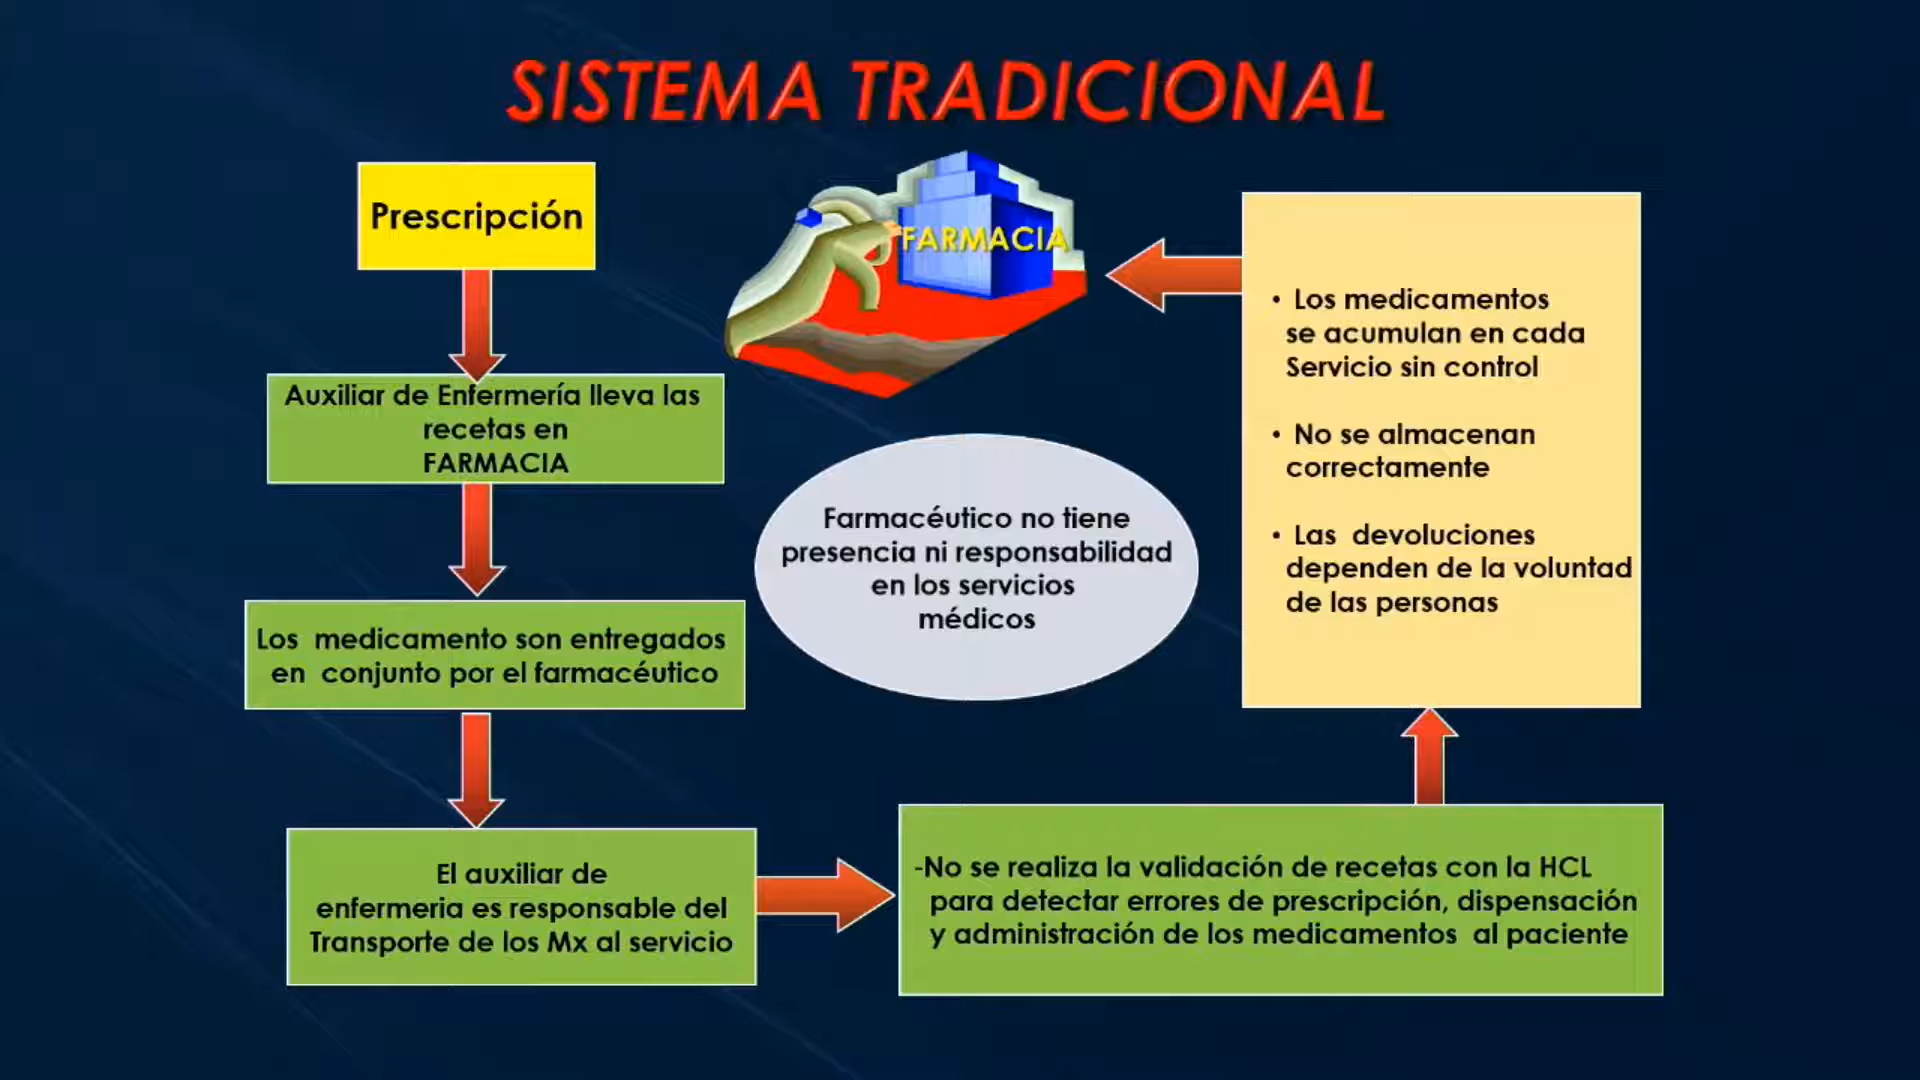 SISTEMA TRADICIONAL
Prescripción
Auxiliar de Enfermería lleva las
recetas en
FARMACIA
Los medicamento son entregados
en conjunto por el farmacéutico
El auxiliar de
enfermeria es responsable del
Transporte de los Mx al servicio
-No se realiza la validación de recetas con la HCL
para detectar errores de prescripción, dispensación
y administración de los medicamentos al paciente
• Los medicamentos
se acumulan en cada
Servicio sin control
• No se almacenan
correctamente
• Las devoluciones
dependen de la voluntad
de las personas
FARMACIA
Farmacéutico no tiene
presencia ni responsabilidad
en los servicios
médicos